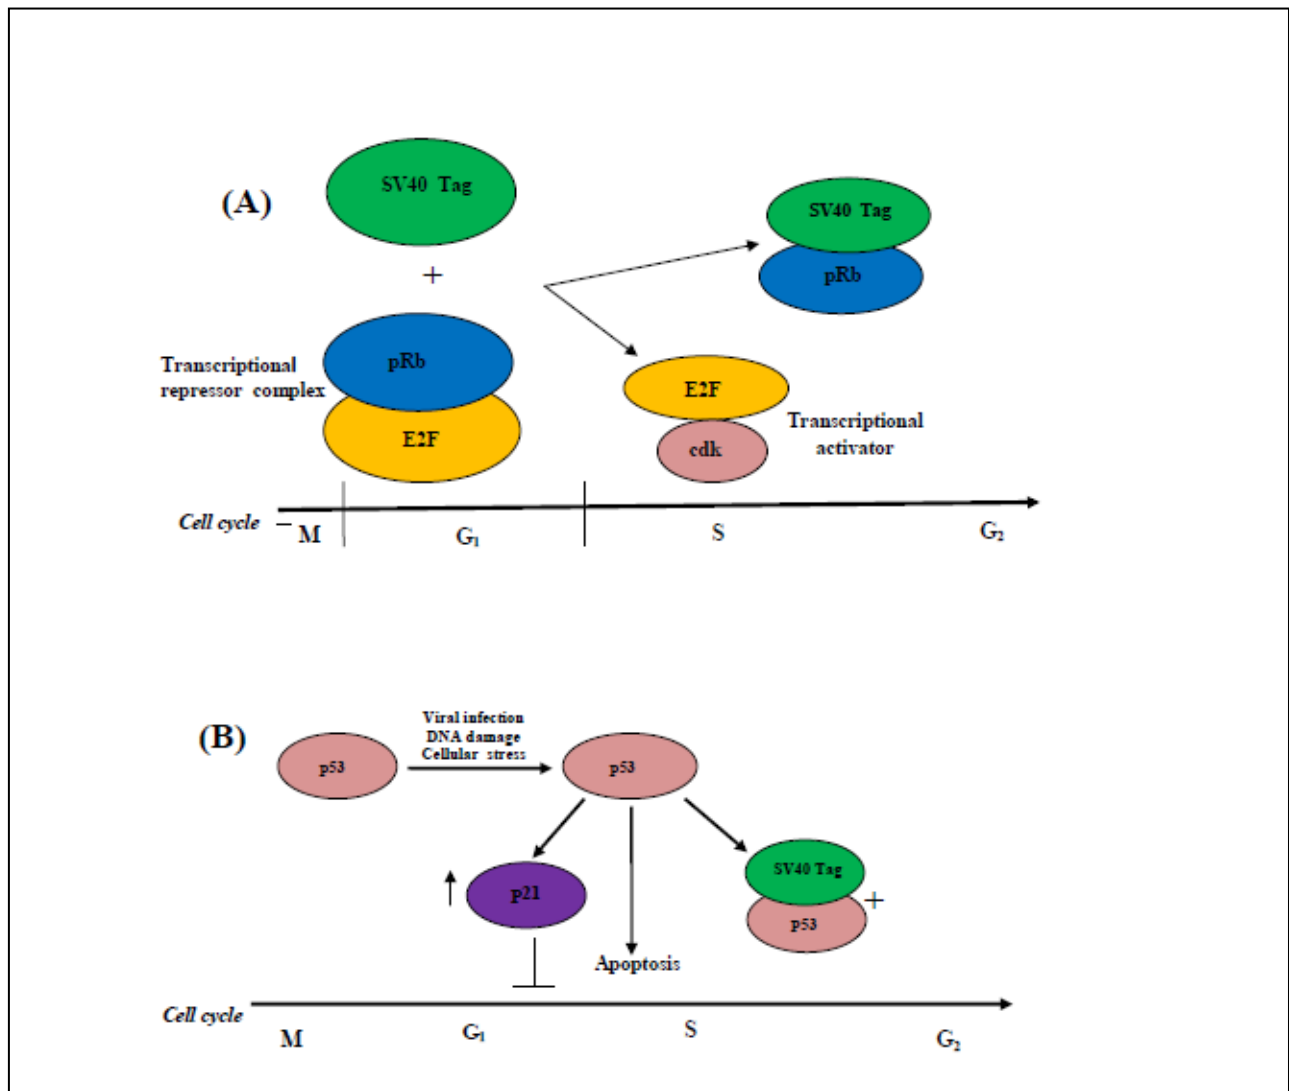 (A)
SV40 Tag
+
pRb
E2F
Transcriptional
repressor complex
SV40 Tag
pRb
E2F
cdk
Transcriptional
activator
Cell cycle
M
G₁
S
G₂
(B)
p53
Viral infection
DNA damage
Cellular stress
p53
p21
Apoptosis
SV40 Tag
+
p53
Cell cycle
M
G₁
S
G₂